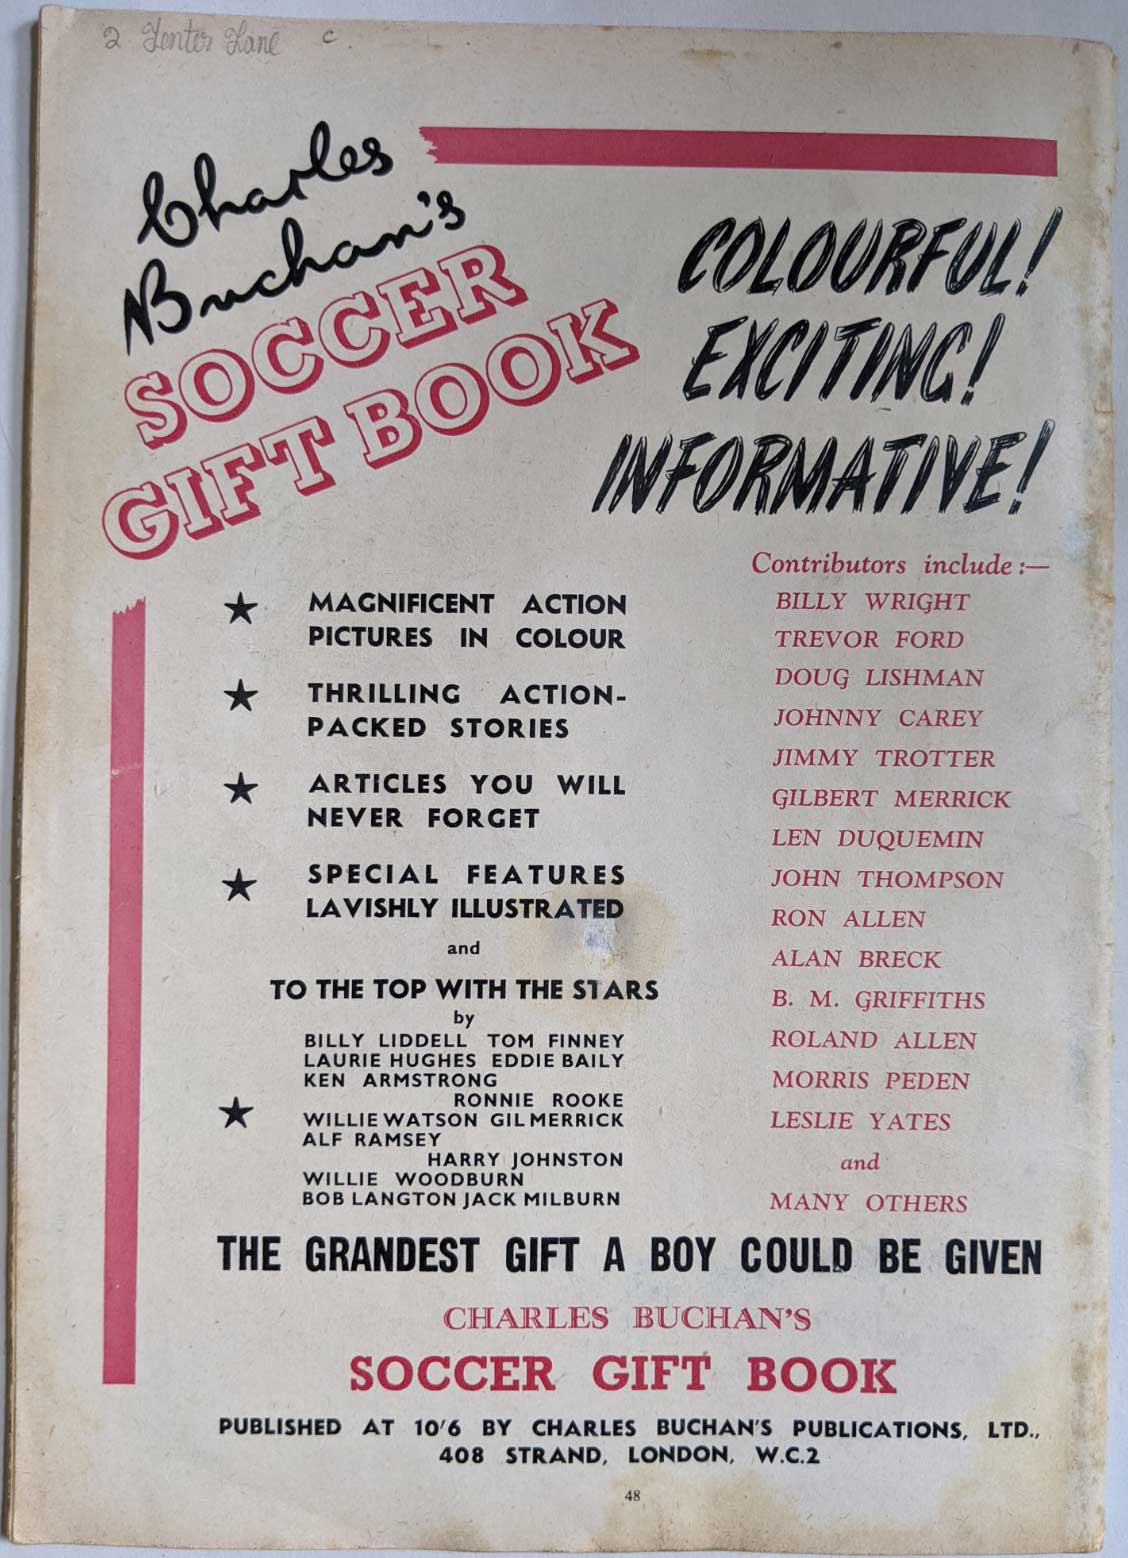 2 Tenter Lane C.
Charles
Buchan's
SOCCER
GIFT BOOK
COLOURFUL!
EXCITING!
INFORMATIVE!
★ MAGNIFICENT ACTION
PICTURES IN COLOUR
★ THRILLING ACTION-
PACKED STORIES
★ ARTICLES YOU WILL
NEVER FORGET
★ SPECIAL FEATURES
LAVISHLY ILLUSTRATED
and
TO THE TOP WITH THE STARS
by
BILLY LIDDELL TOM FINNEY
LAURIE HUGHES EDDIE BAILY
KEN ARMSTRONG
RONNIE ROOKE
★ WILLIE WATSON GIL MERRICK
ALF RAMSEY
HARRY JOHNSTON
WILLIE WOODBURN
BOB LANGTON JACK MILBURN
Contributors include :—
BILLY WRIGHT
TREVOR FORD
DOUG LISHMAN
JOHNNY CAREY
JIMMY TROTTER
GILBERT MERRICK
LEN DUQUEMIN
JOHN THOMPSON
RON ALLEN
ALAN BRECK
B. M. GRIFFITHS
ROLAND ALLEN
MORRIS PEDEN
LESLIE YATES
and
MANY OTHERS
THE GRANDEST GIFT A BOY COULD BE GIVEN
CHARLES BUCHAN'S
SOCCER GIFT BOOK
PUBLISHED AT 10'6 BY CHARLES BUCHAN'S PUBLICATIONS, LTD.,
408 STRAND, LONDON, W.C.2
48